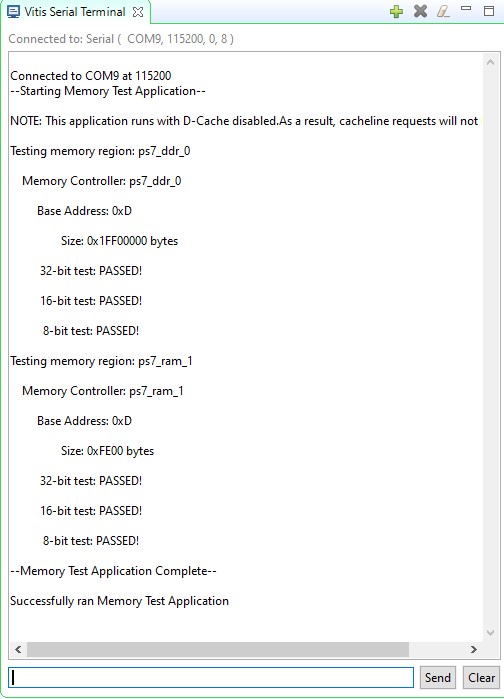 Vitis Serial Terminal
Connected to: Serial ( COM9, 115200, 0, 8 )
Connected to COM9 at 115200
--Starting Memory Test Application--
NOTE: This application runs with D-Cache disabled.As a result, cacheline requests will not
Testing memory region: ps7_ddr_0
Memory Controller: ps7_ddr_0
Base Address: 0xD
Size: 0x1FF00000 bytes
32-bit test: PASSED!
16-bit test: PASSED!
8-bit test: PASSED!
Testing memory region: ps7_ram_1
Memory Controller: ps7_ram_1
Base Address: 0xD
Size: 0xFE00 bytes
32-bit test: PASSED!
16-bit test: PASSED!
8-bit test: PASSED!
--Memory Test Application Complete--
Successfully ran Memory Test Application
Send Clear